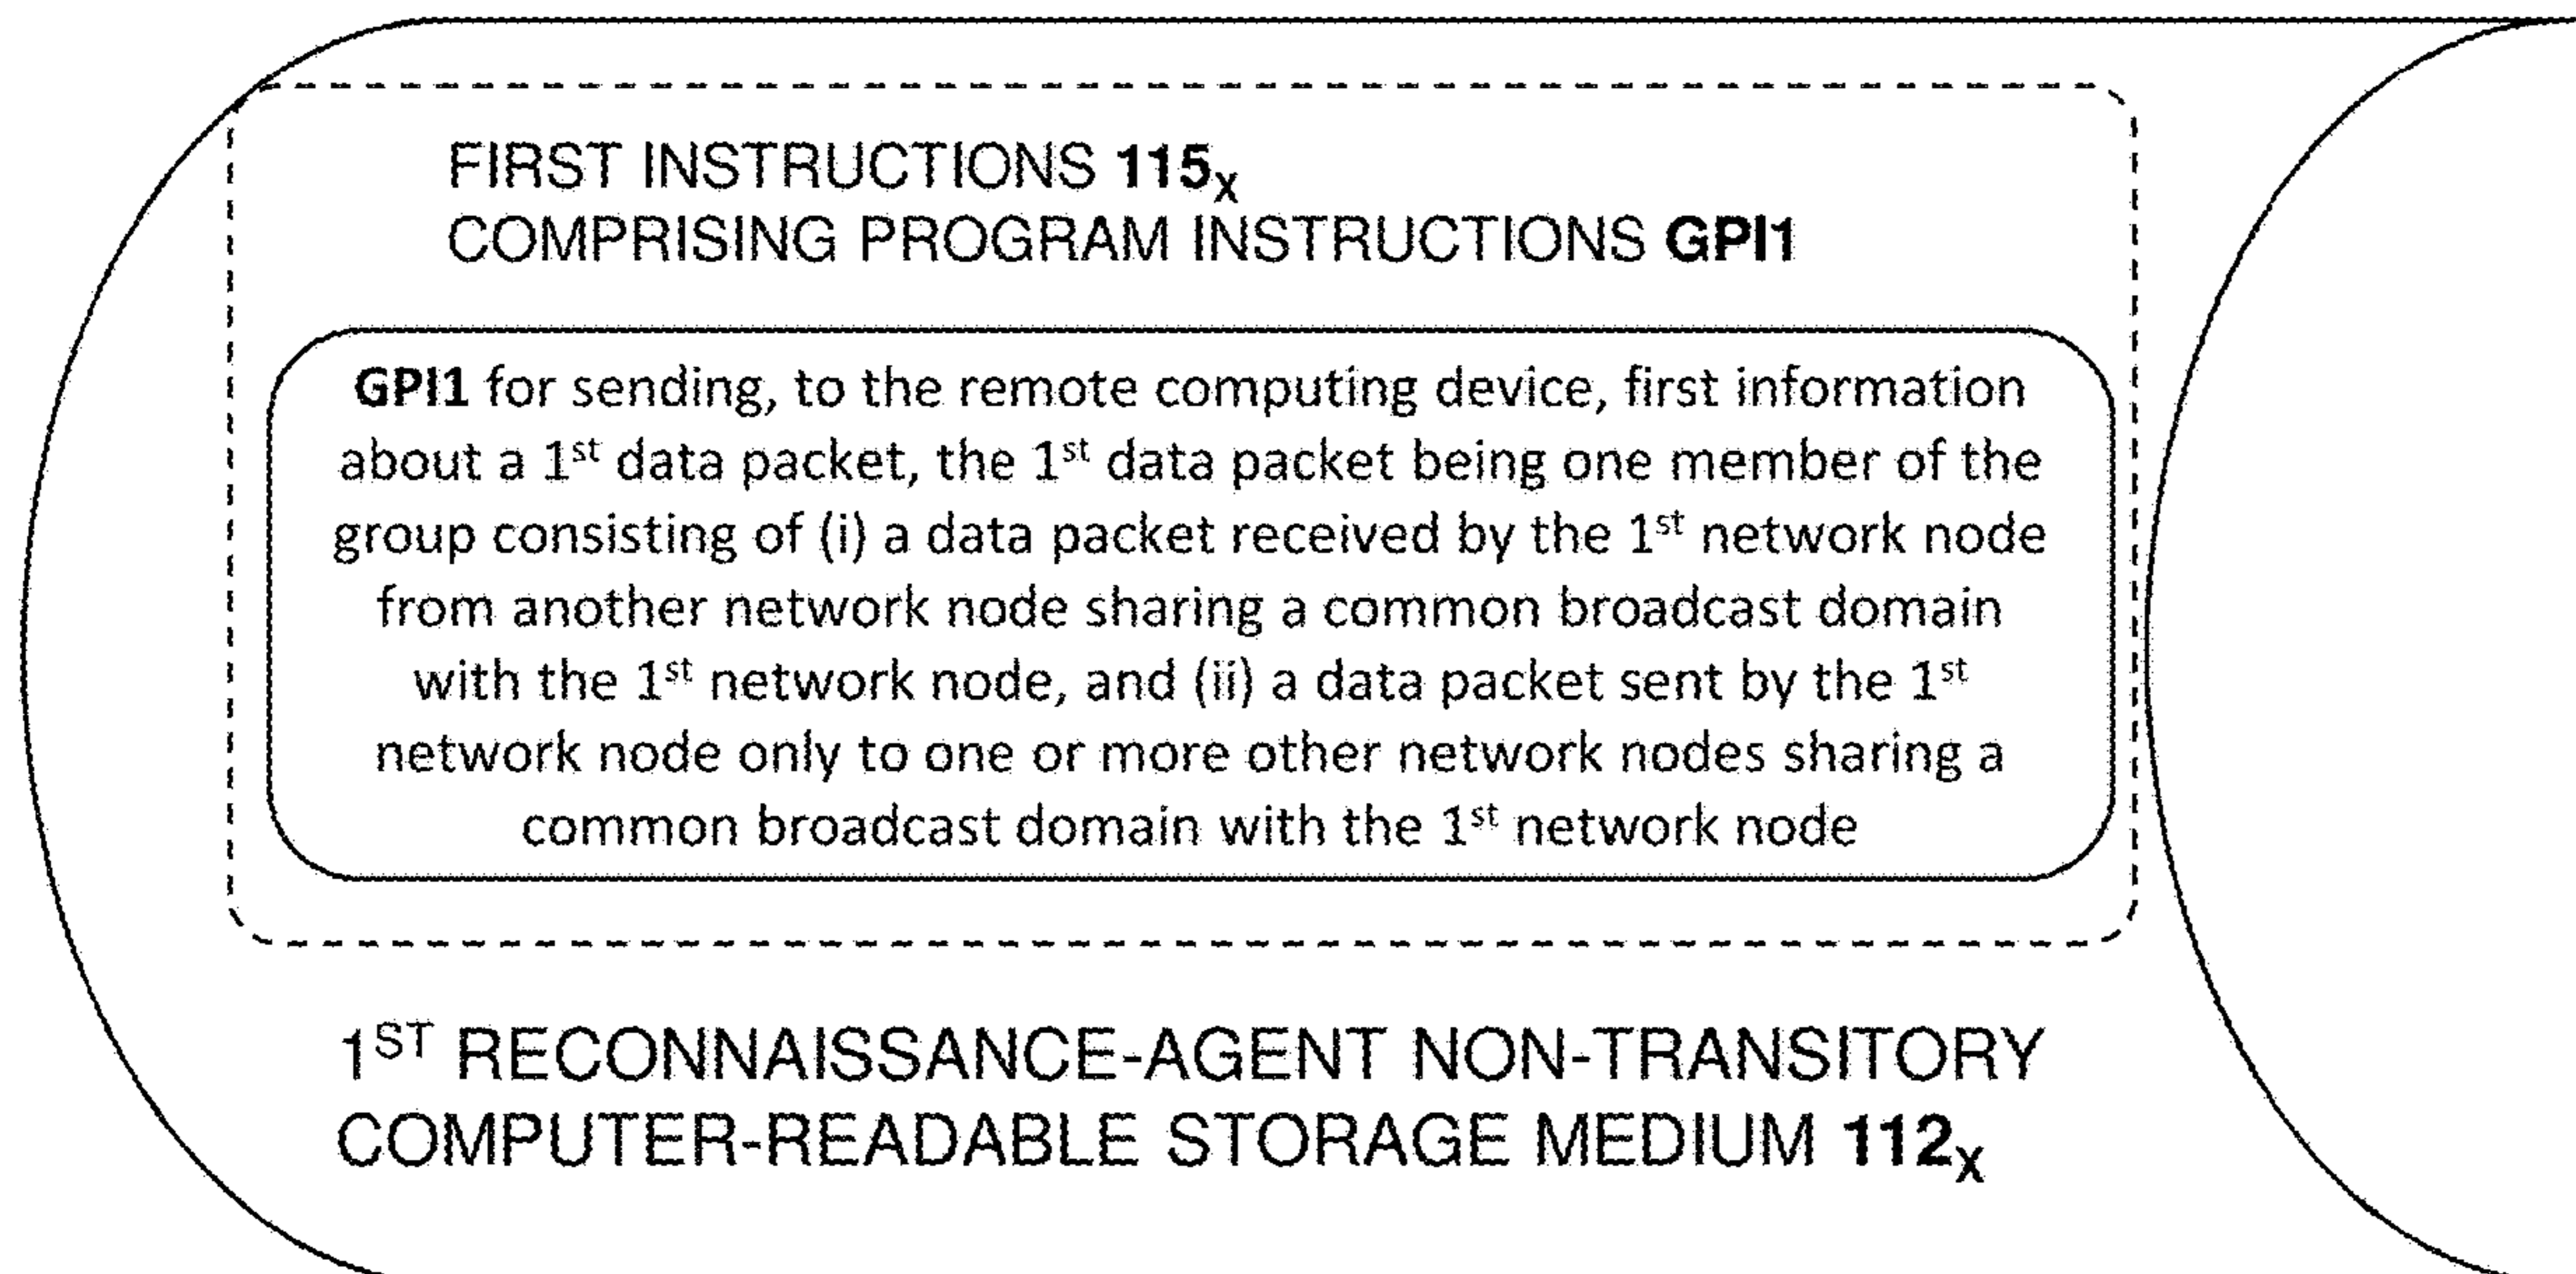 FIRST INSTRUCTIONS 115X
COMPRISING PROGRAM INSTRUCTIONS GPI1
GPI1 for sending, to the remote computing device, first information
about a 1st data packet, the 1st data packet being one member of the
group consisting of (i) a data packet received by the 1st network node
from another network node sharing a common broadcast domain
with the 1st network node, and (ii) a data packet sent by the 1st
network node only to one or more other network nodes sharing a
common broadcast domain with the 1st network node
1ST RECONNAISSANCE-AGENT NON-TRANSITORY
COMPUTER-READABLE STORAGE MEDIUM 112X